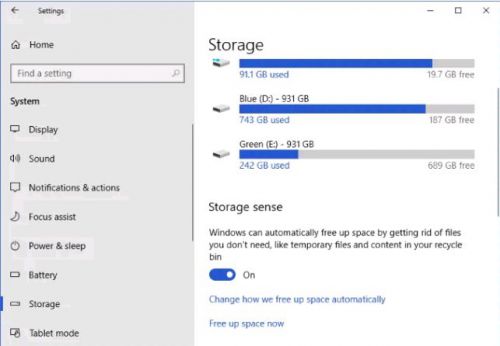 Settings
Home
Find a setting
System
Display
Sound
Notifications & actions
Focus assist
Power & sleep
Battery
Storage
Tablet mode
Storage
91.1 GB used 19.7 GB free
Blue (D:) - 931 GB
743 GB used 187 GB free
Green (E:) - 931 GB
242 GB used 689 GB free
Storage sense
Windows can automatically free up space by getting rid of files
you don't need, like temporary files and content in your recycle
bin
On
Change how we free up space automatically
Free up space now